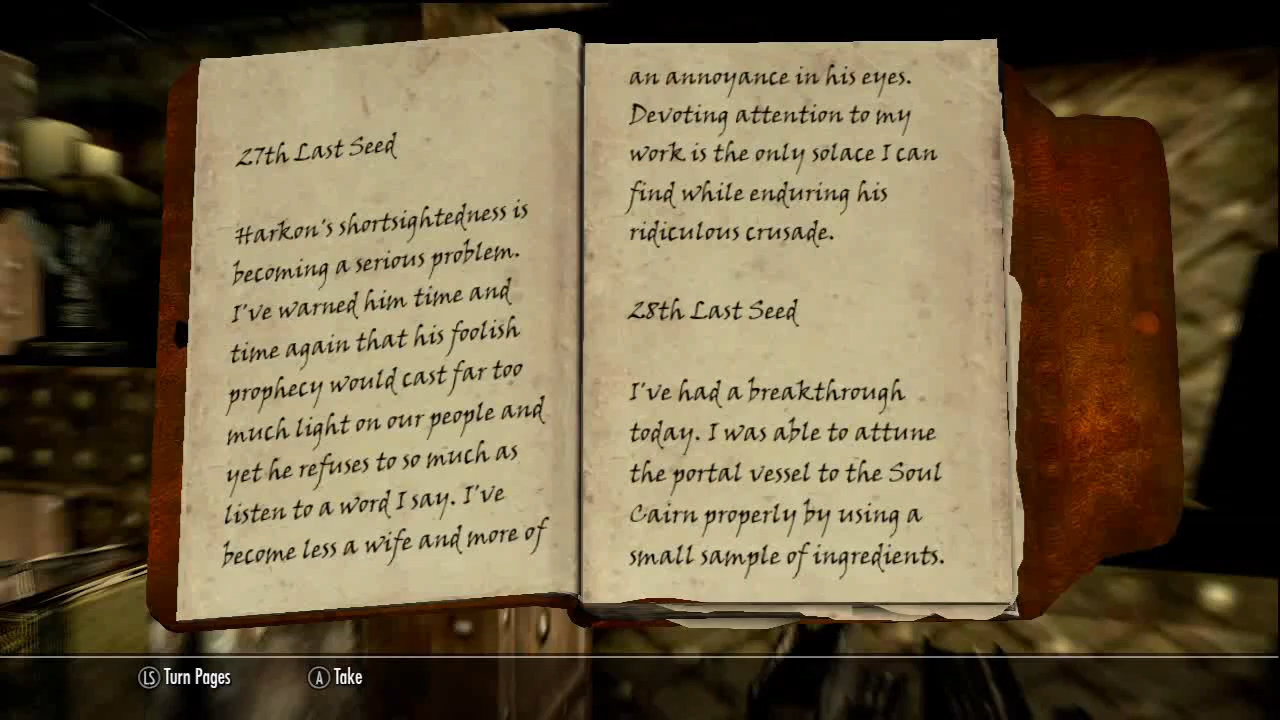 27th Last Seed
Harkon's shortsightedness is
becoming a serious problem.
I've warned him time and
time again that his foolish
prophecy would cast far too
much light on our people and
yet he refuses to so much as
listen to a word I say. I've
become less a wife and more of
an annoyance in his eyes.
Devoting attention to my
work is the only solace I can
find while enduring his
ridiculous crusade.
28th Last Seed
I've had a breakthrough
today. I was able to attune
the portal vessel to the Soul
Cairn properly by using a
small sample of ingredients.
LS Turn Pages A Take